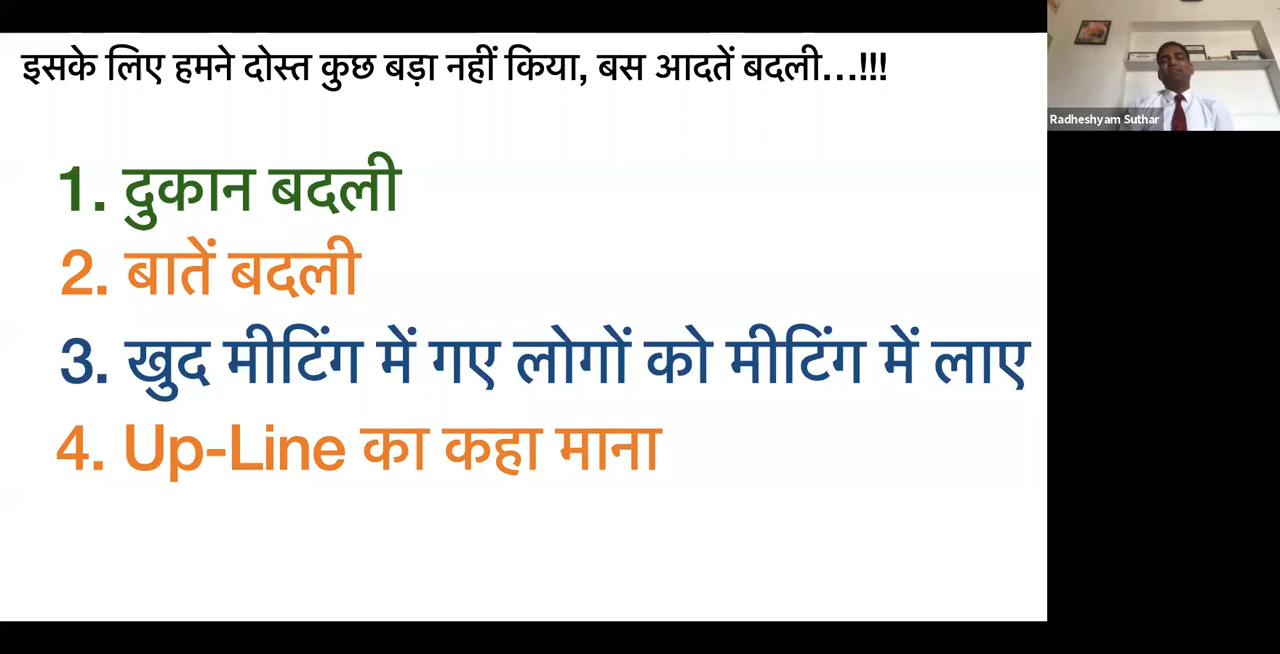 इसके लिए हमने दोस्त कुछ बड़ा नहीं किया, बस आदतें बदली...!!!
1. दुकान बदली
2. बातें बदली
3. खुद मीटिंग में गए लोगों को मीटिंग में लाए
4. Up-Line का कहा माना
Radheshyam Suthar